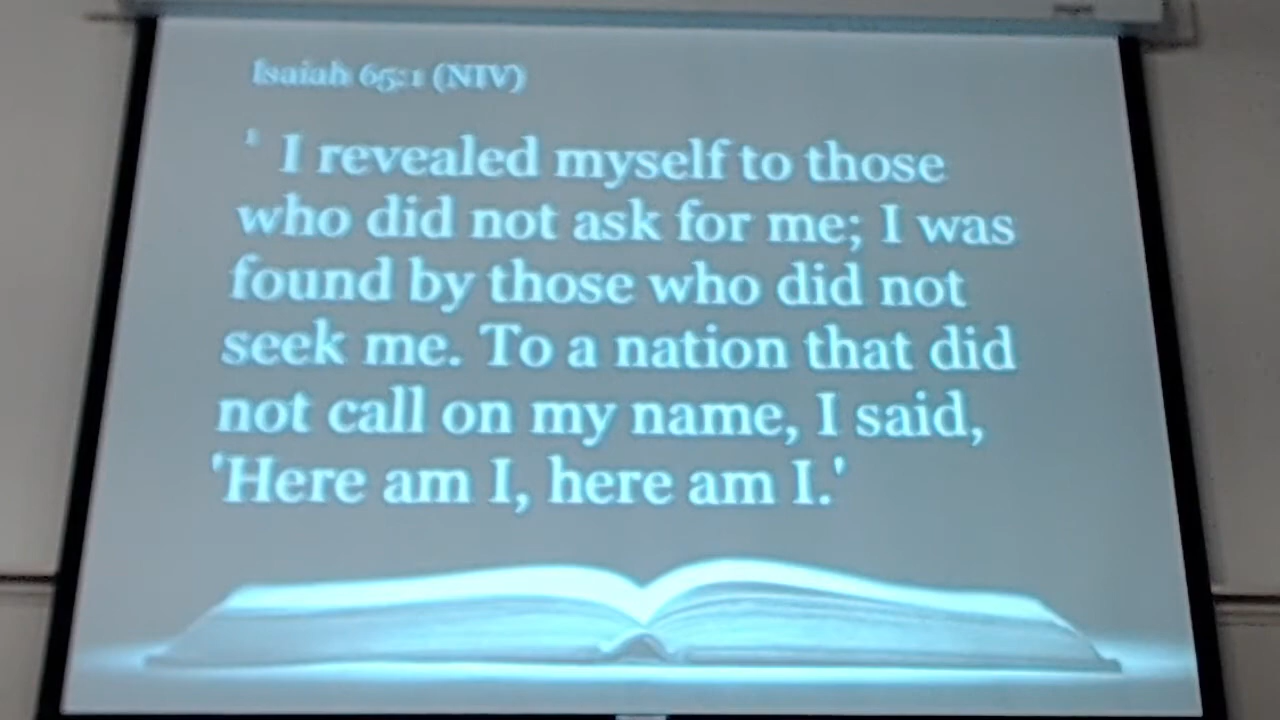 Isaiah 65:1 (NIV)
1 I revealed myself to those
who did not ask for me; I was
found by those who did not
seek me. To a nation that did
not call on my name, I said,
'Here am I, here am I.'